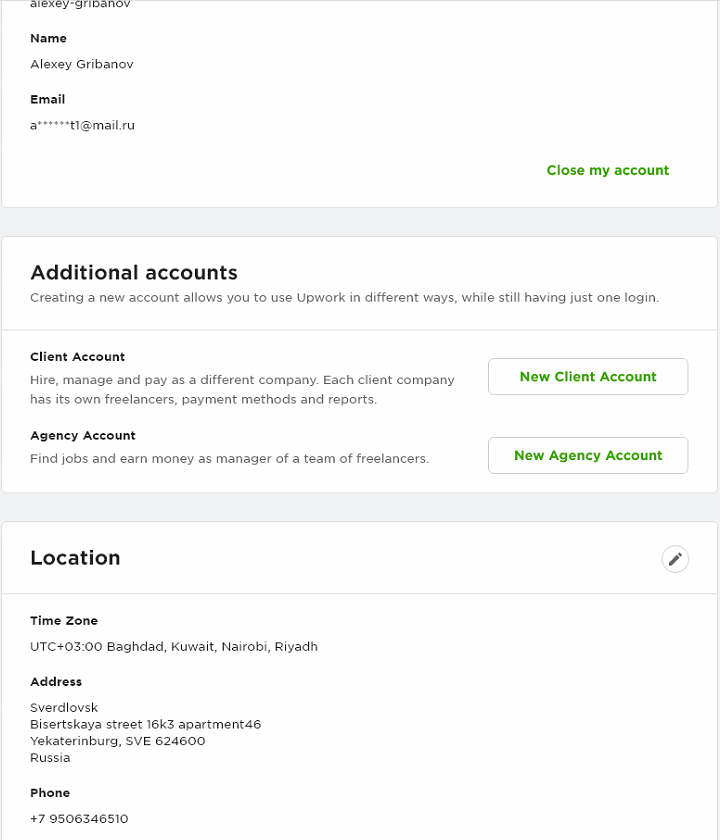 alexey-gribanov
Name
Alexey Gribanov
Email
a******t1@mail.ru
Close my account
Additional accounts
Creating a new account allows you to use Upwork in different ways, while still having just one login.
Client Account
Hire, manage and pay as a different company. Each client company
has its own freelancers, payment methods and reports.
New Client Account
Agency Account
Find jobs and earn money as manager of a team of freelancers.
New Agency Account
Location
Time Zone
UTC+03:00 Baghdad, Kuwait, Nairobi, Riyadh
Address
Sverdlovsk
Bisertskaya street 16k3 apartment46
Yekaterinburg, SVE 624600
Russia
Phone
+7 9506346510